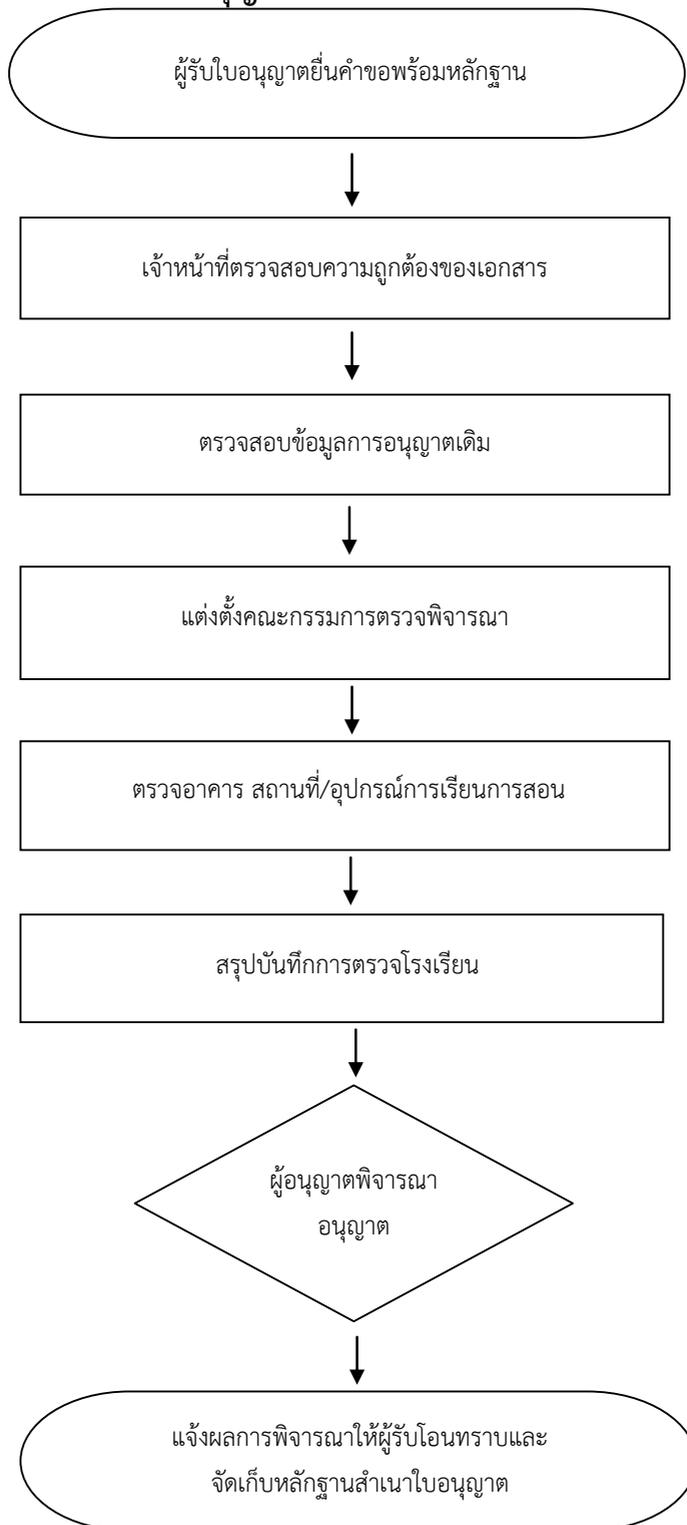 ผู้รับใบอนุญาตยื่นคำขอพร้อมหลักฐาน
เจ้าหน้าที่ตรวจสอบความถูกต้องของเอกสาร
ตรวจสอบข้อมูลการอนุญาตเดิม
แต่งตั้งคณะกรรมการตรวจพิจารณา
ตรวจอาคาร สถานที่/อุปกรณ์การเรียนการสอน
สรุปบันทึกการตรวจโรงเรียน
ผู้อนุญาตพิจารณา
อนุญาต
แจ้งผลการพิจารณาให้ผู้รับโอนทราบและ
จัดเก็บหลักฐานสำเนาใบอนุญาต